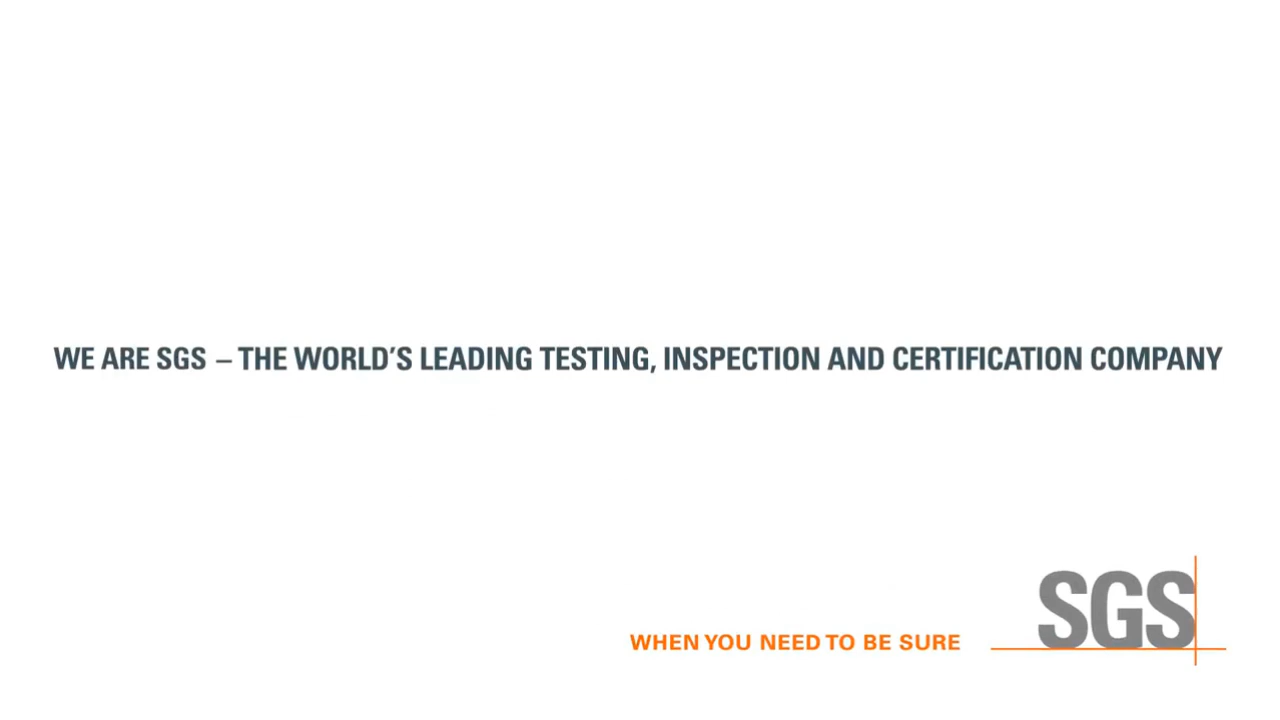 WE ARE SGS – THE WORLD’S LEADING TESTING, INSPECTION AND CERTIFICATION COMPANY
WHEN YOU NEED TO BE SURE
SGS